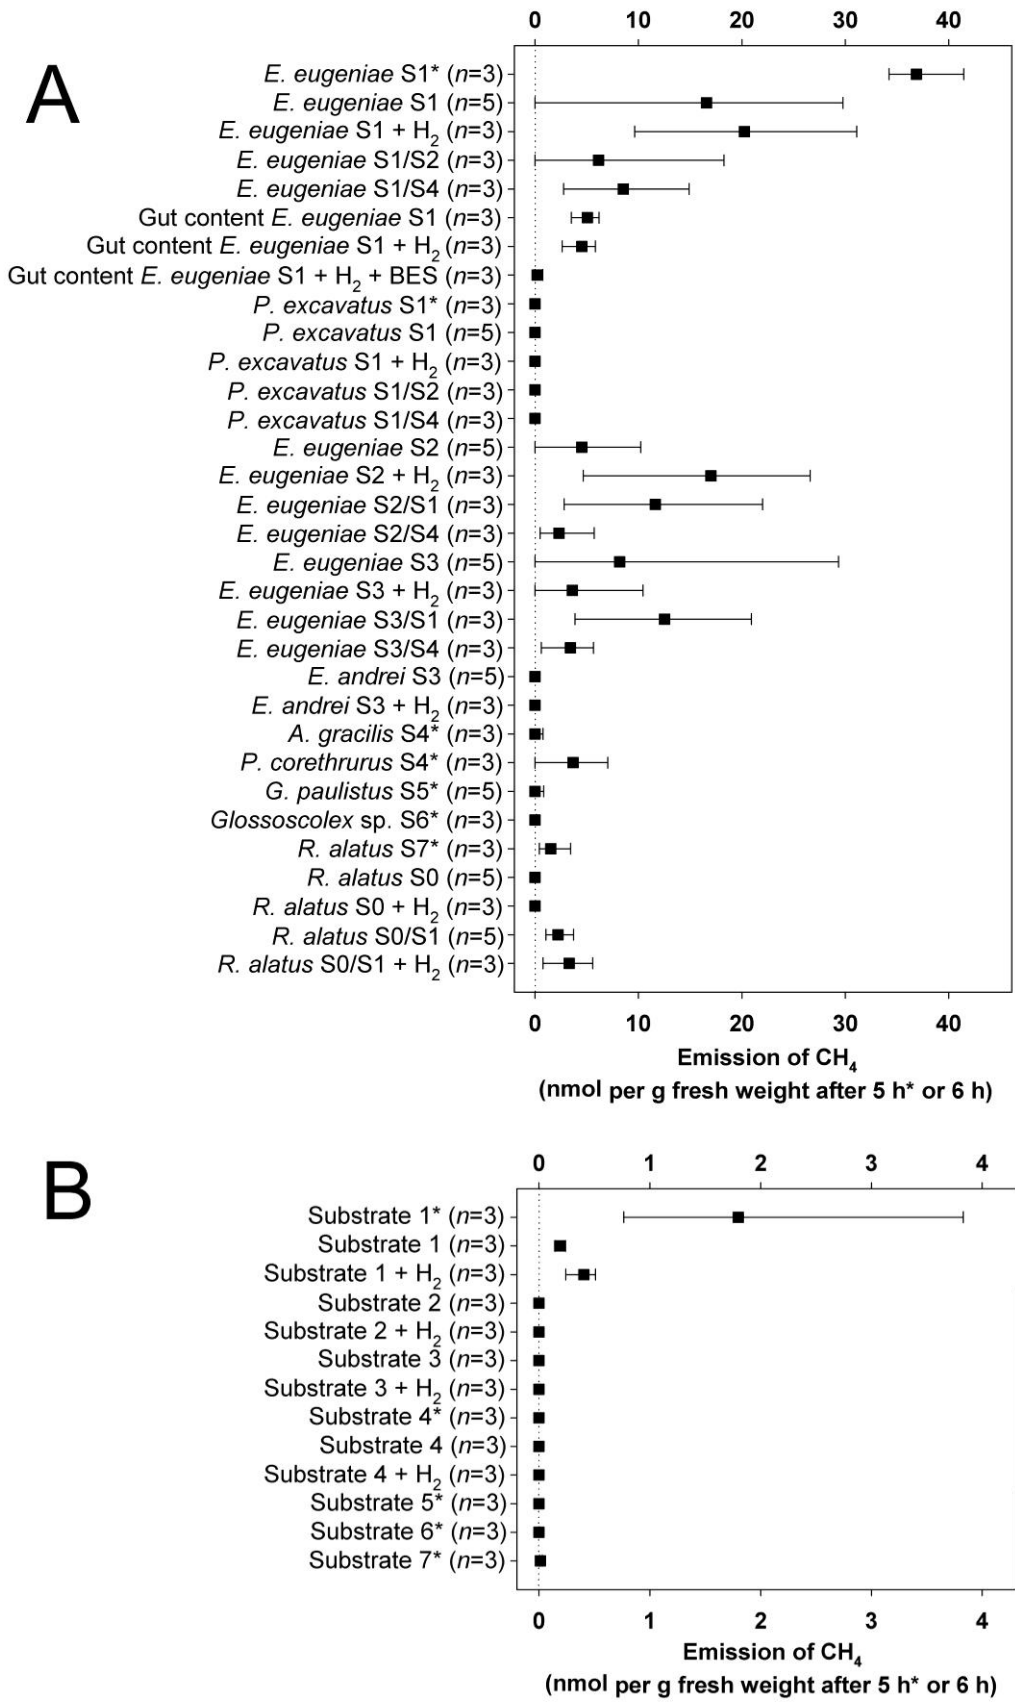 A
0 10 20 30 40
E. eugeniae S1* (n=3)
E. eugeniae S1 (n=5)
E. eugeniae S1 + H2 (n=3)
E. eugeniae S1/S2 (n=3)
E. eugeniae S1/S4 (n=3)
Gut content E. eugeniae S1 (n=3)
Gut content E. eugeniae S1 + H2 (n=3)
Gut content E. eugeniae S1 + H2 + BES (n=3)
P. excavatus S1* (n=3)
P. excavatus S1 (n=5)
P. excavatus S1 + H2 (n=3)
P. excavatus S1/S2 (n=3)
P. excavatus S1/S4 (n=3)
E. eugeniae S2 (n=5)
E. eugeniae S2 + H2 (n=3)
E. eugeniae S2/S1 (n=3)
E. eugeniae S2/S4 (n=3)
E. eugeniae S3 (n=5)
E. eugeniae S3 + H2 (n=3)
E. eugeniae S3/S1 (n=3)
E. eugeniae S3/S4 (n=3)
E. andrei S3 (n=5)
E. andrei S3 + H2 (n=3)
A. gracilis S4* (n=3)
P. corethrurus S4* (n=3)
G. paulistus S5* (n=5)
Glossoscolex sp. S6* (n=3)
R. alatus S7* (n=3)
R. alatus S0 (n=5)
R. alatus S0 + H2 (n=3)
R. alatus S0/S1 (n=5)
R. alatus S0/S1 + H2 (n=3)
0 10 20 30 40
Emission of CH4
(nmol per g fresh weight after 5 h* or 6 h)
B
0 1 2 3 4
Substrate 1* (n=3)
Substrate 1 (n=3)
Substrate 1 + H2 (n=3)
Substrate 2 (n=3)
Substrate 2 + H2 (n=3)
Substrate 3 (n=3)
Substrate 3 + H2 (n=3)
Substrate 4* (n=3)
Substrate 4 (n=3)
Substrate 4 + H2 (n=3)
Substrate 5* (n=3)
Substrate 6* (n=3)
Substrate 7* (n=3)
0 1 2 3 4
Emission of CH4
(nmol per g fresh weight after 5 h* or 6 h)